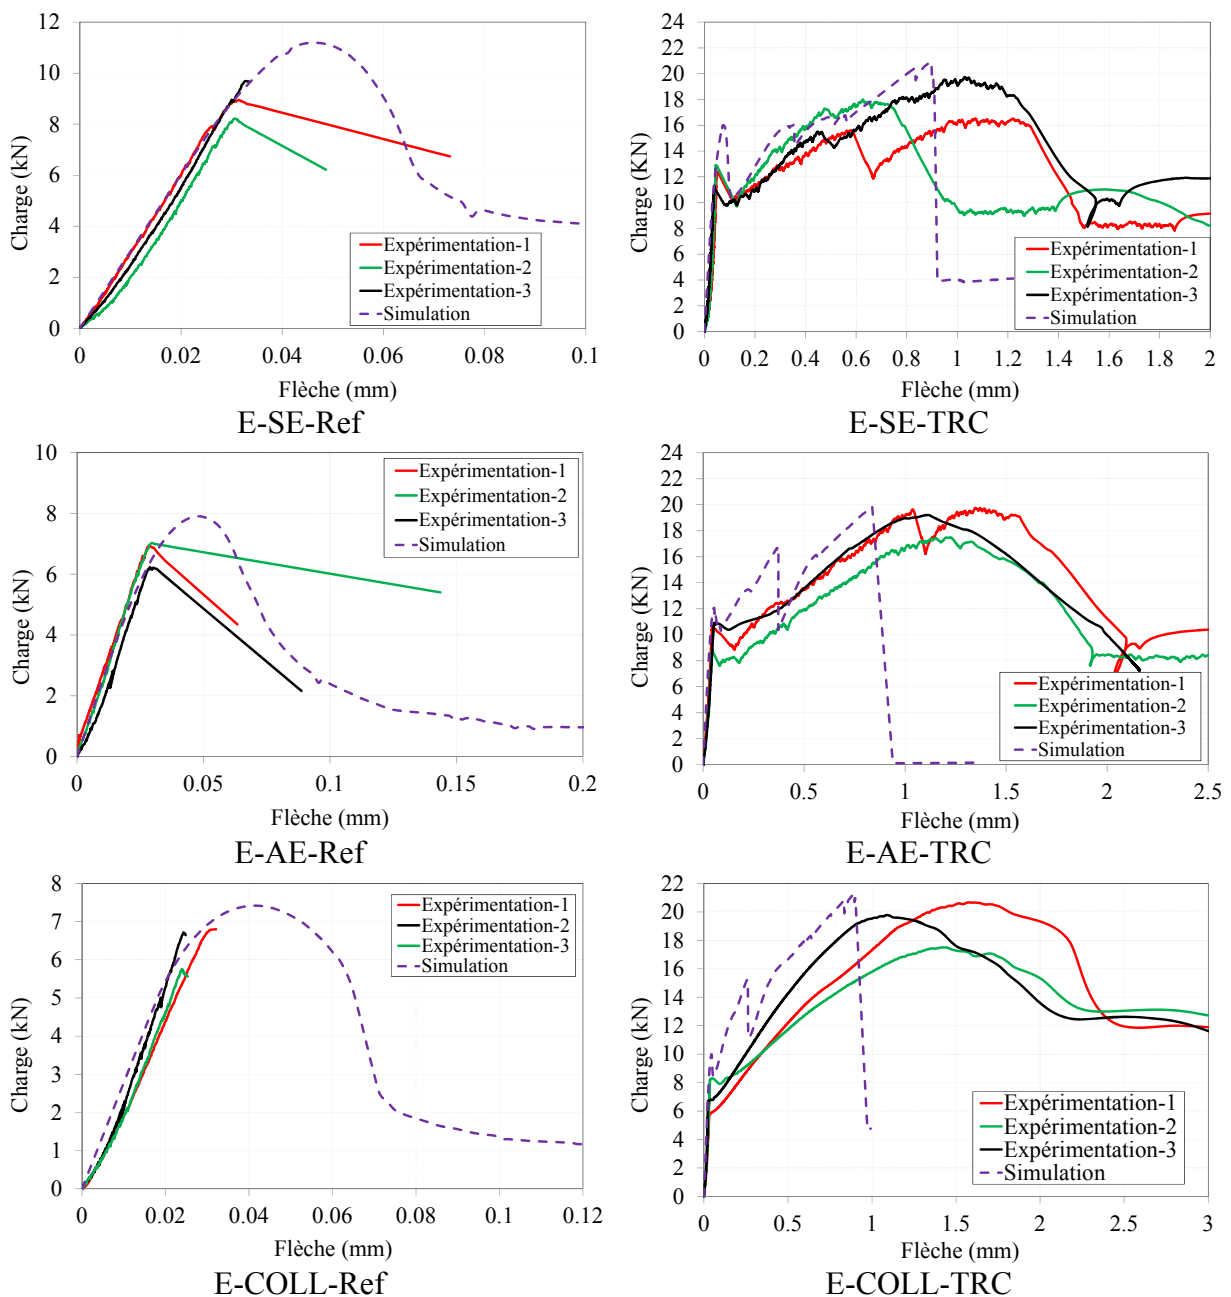 12
10
8
6
4
2
0
Charge (kN)
0
0.02
0.04
0.06
0.08
0.1
Flèche (mm)
Expérimentation-1
Expérimentation-2
Expérimentation-3
Simulation
E-SE-Ref
24
22
20
18
16
14
12
10
8
6
4
2
0
Charge (KN)
0
0.2
0.4
0.6
0.8
1
1.2
1.4
1.6
1.8
2
Flèche (mm)
Expérimentation-1
Expérimentation-2
Expérimentation-3
Simulation
E-SE-TRC
10
8
6
4
2
0
Charge (kN)
0
0.05
0.1
0.15
0.2
Flèche (mm)
Expérimentation-1
Expérimentation-2
Expérimentation-3
Simulation
E-AE-Ref
24
22
20
18
16
14
12
10
8
6
4
2
0
Charge (KN)
0
0.5
1
1.5
2
2.5
Flèche (mm)
Expérimentation-1
Expérimentation-2
Expérimentation-3
Simulation
E-AE-TRC
8
7
6
5
4
3
2
1
0
Charge (kN)
0
0.02
0.04
0.06
0.08
0.1
0.12
Flèche (mm)
Expérimentation-1
Expérimentation-2
Expérimentation-3
Simulation
E-COLL-Ref
22
20
18
16
14
12
10
8
6
4
2
0
Charge (KN)
0
0.5
1
1.5
2
2.5
3
Flèche (mm)
Expérimentation-1
Expérimentation-2
Expérimentation-3
Simulation
E-COLL-TRC